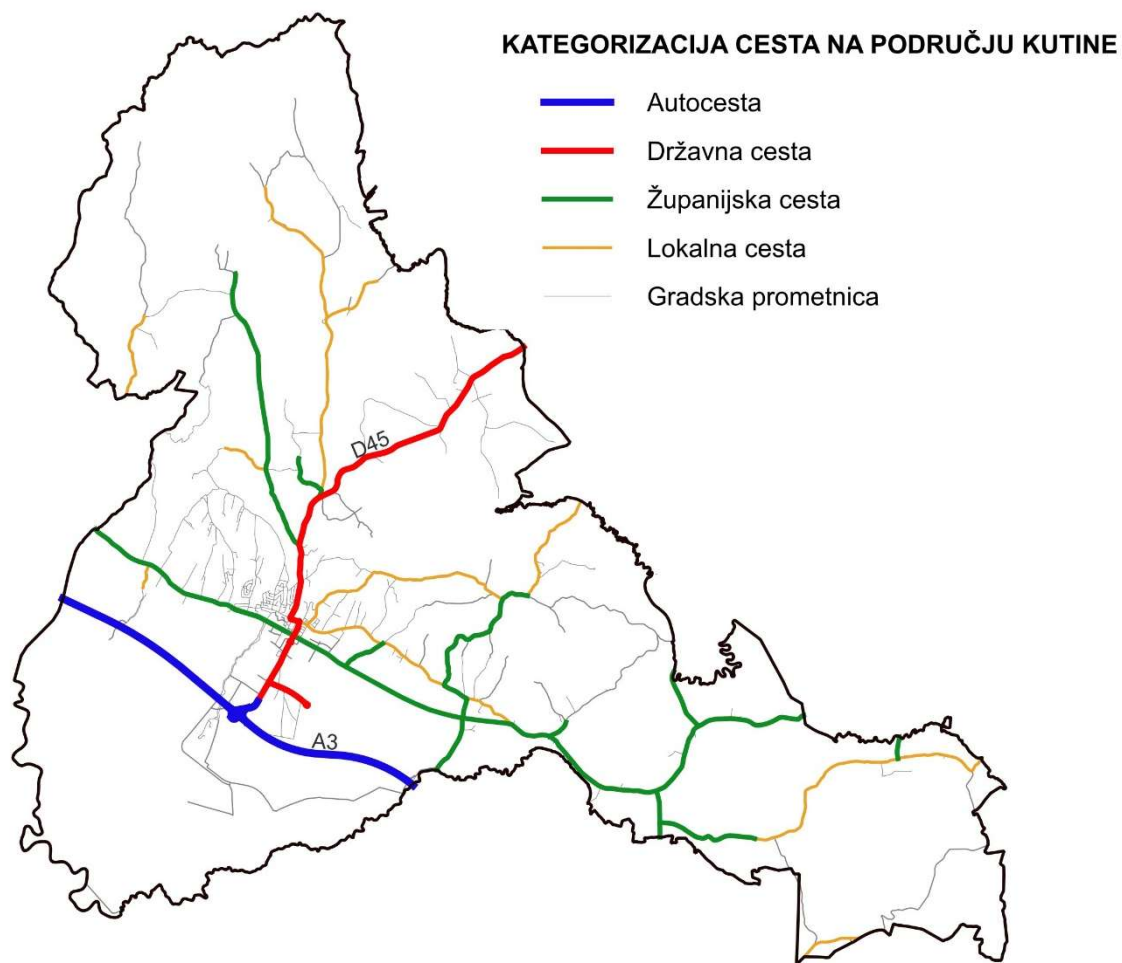 KATEGORIZACIJA CESTA NA PODRUČJU KUTINE
Autocesta
Državna cesta
Županijska cesta
Lokalna cesta
Gradska prometnica
D45
A3